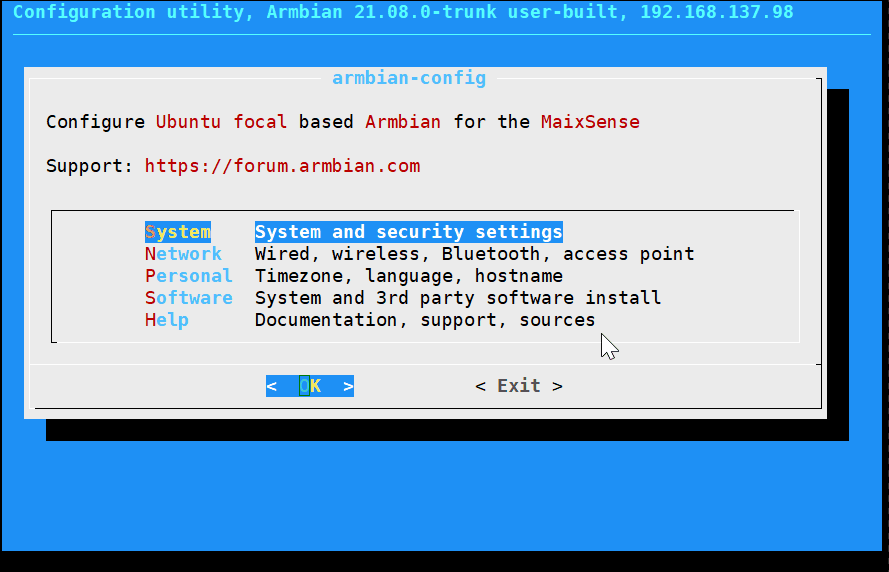 Configuration utility, Armbian 21.08.0-trunk user-built, 192.168.137.98
armbian-config
Configure Ubuntu focal based Armbian for the MaixSense
Support: https://forum.armbian.com
System System and security settings
Network Wired, wireless, Bluetooth, access point
Personal Timezone, language, hostname
Software System and 3rd party software install
Help Documentation, support, sources
< OK > < Exit >